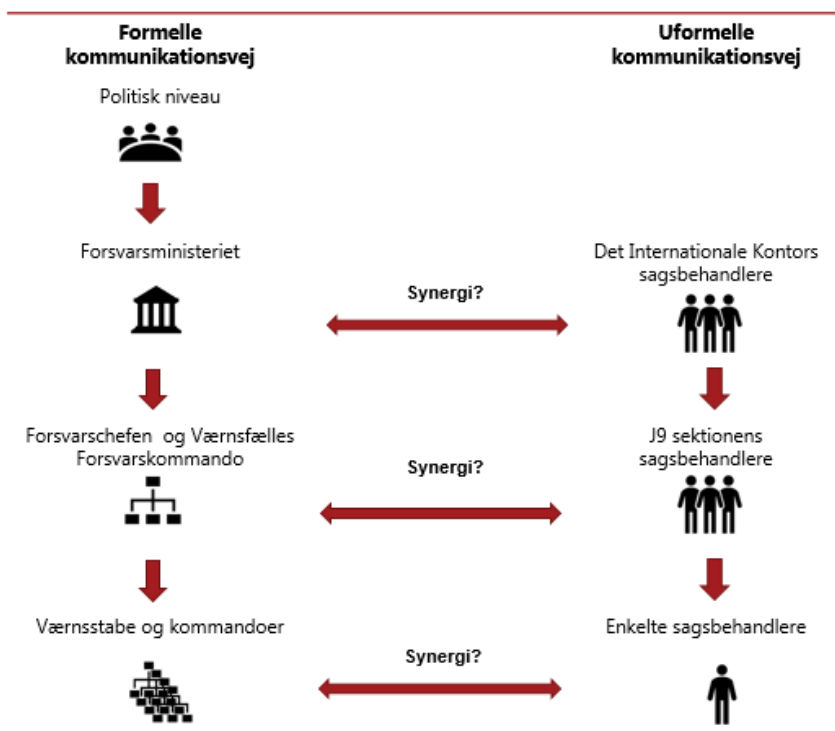 Formelle
kommunikationsvej
Uformelle
kommunikationsvej
Politisk niveau
Forsvarsministeriet
Det Internationale Kontors
sagsbehandlere
Synergi?
Forsvarschefen og Værnsfælles
Forsvarskommando
J9 sektionens
sagsbehandlere
Synergi?
Værnsstabe og kommandoer
Enkelte sagsbehandlere
Synergi?